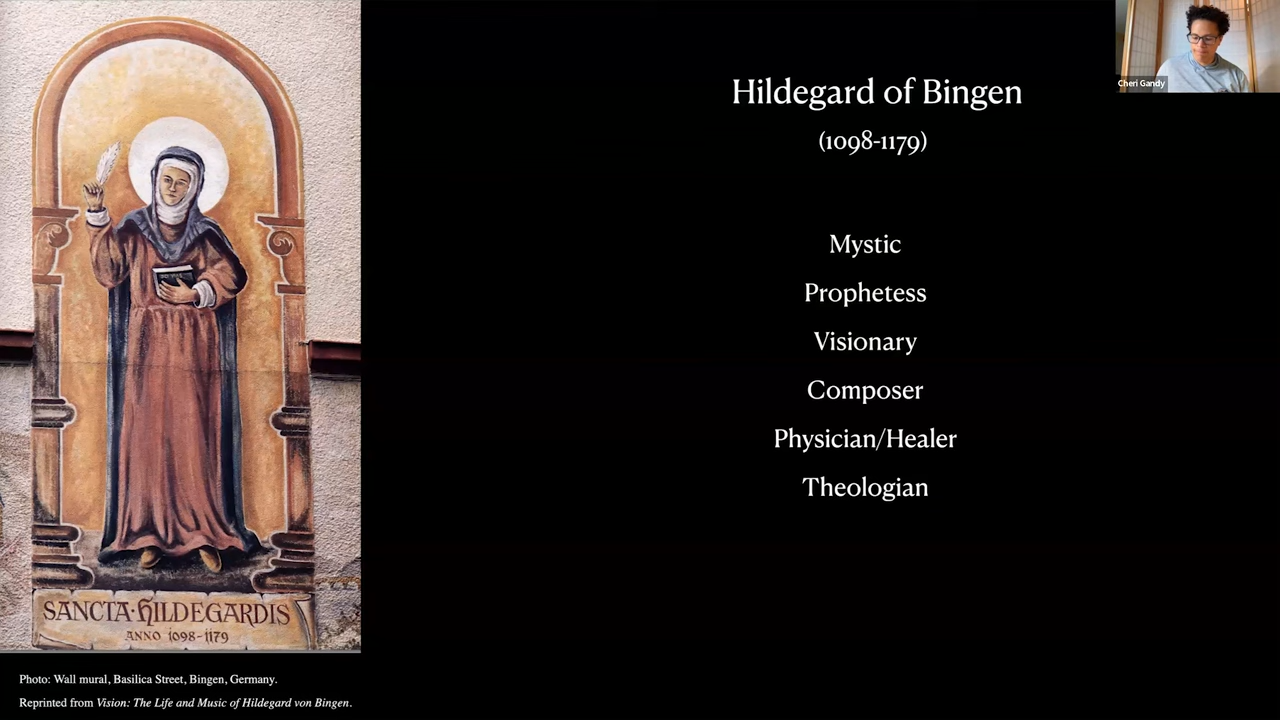 Hildegard of Bingen
(1098-1179)
Mystic
Prophetess
Visionary
Composer
Physician/Healer
Theologian
Cheri Gandy
SANCTA·HILDEGARDIS
ANNO 1098-1179
Photo: Wall mural, Basilica Street, Bingen, Germany.
Reprinted from Vision: The Life and Music of Hildegard von Bingen.